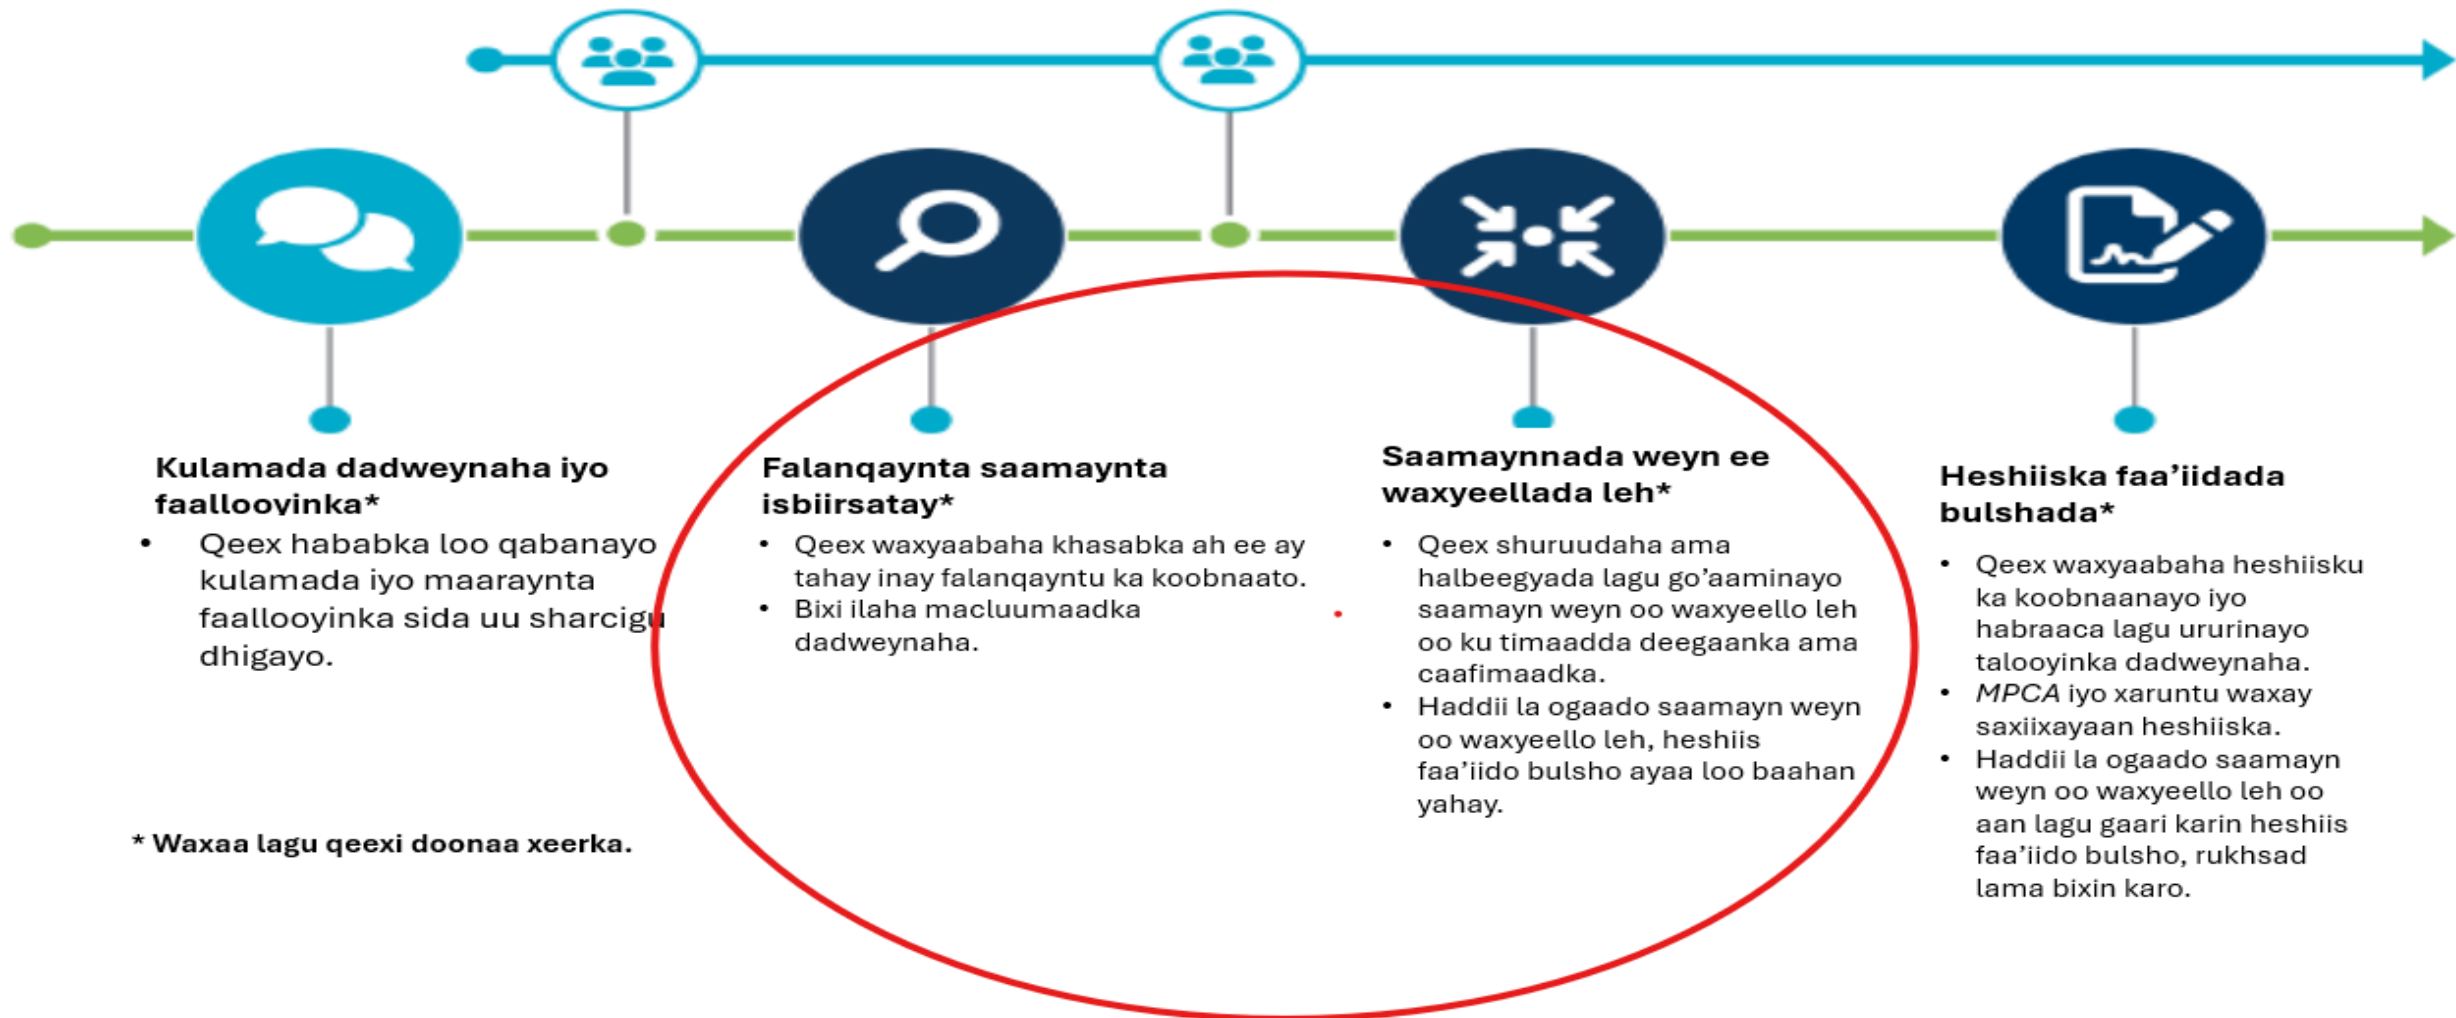 Kulamada dadweynaha iyo
faallooyinka*
• Qeex hababka loo qabanayo
kulamada iyo maaraynta
faallooyinka sida uu sharcigu
dhigayo.
* Waxaa lagu qeexi doonaa xeerka.
Falanqaynta saamaynta
isbiirsatay*
• Qeex waxyaabaha khasabka ah ee ay
tahay inay falanqayntu ka koobnaato.
• Bixi ilaha macluumaadka
dadweynaha.
Saamaynnada weyn ee
waxyeellada leh*
• Qeex shuruudaha ama
halbeegyada lagu go’aaminayo
saamayn weyn oo waxyeello leh
oo ku timaadda deegaanka ama
caafimaadka.
• Haddii la ogaado saamayn weyn
oo waxyeello leh, heshiis
faa’iido bulsho ayaa loo baahan
yahay.
Heshiiska faa’iidada
bulshada*
• Qeex waxyaabaha heshiisku
ka koobnaanayo iyo
habraaca lagu ururinayo
talooyinka dadweynaha.
• MPCA iyo xaruntu waxay
saxiixayaan heshiiska.
• Haddii la ogaado saamayn
weyn oo waxyeello leh oo
aan lagu gaari karin heshiis
faa’iido bulsho, rukhsad
lama bixin karo.